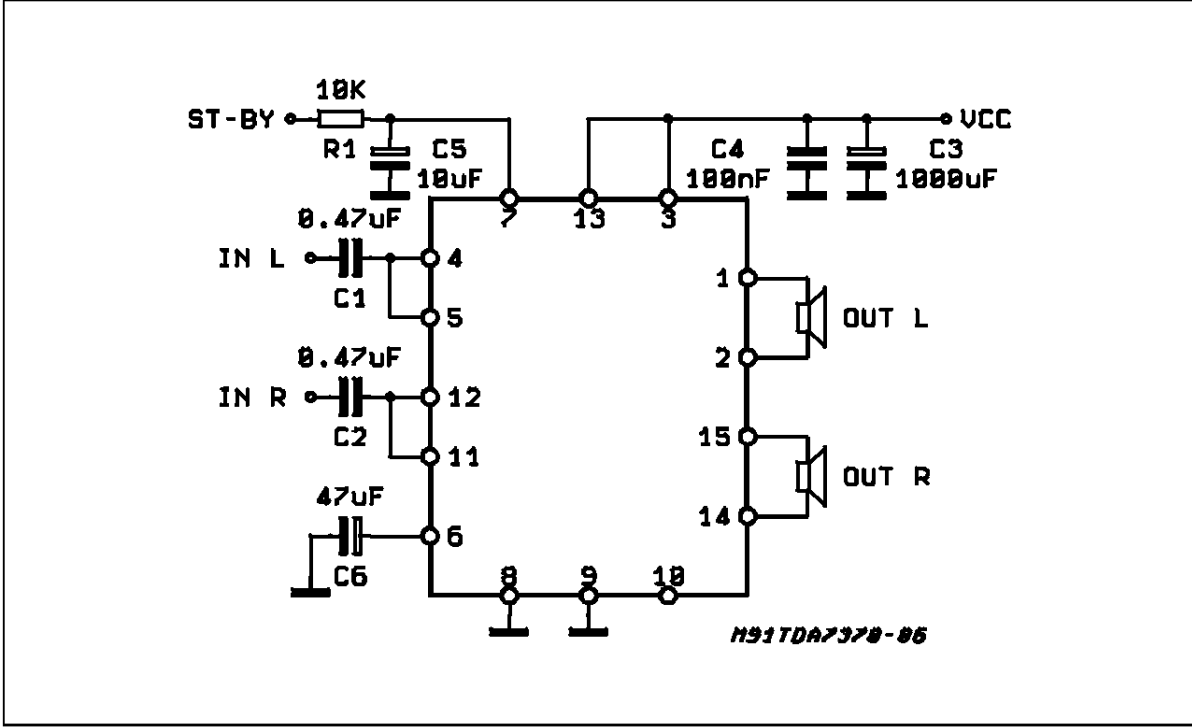 10K
ST-BY
VCC
R1
C5
10uF
C4
100nF
C3
1000uF
7
13
3
0.47uF
IN L
C1
4
5
1
2
OUT L
0.47uF
IN R
C2
12
11
15
14
OUT R
47uF
C6
6
8
9
10
M91TDA7370-06